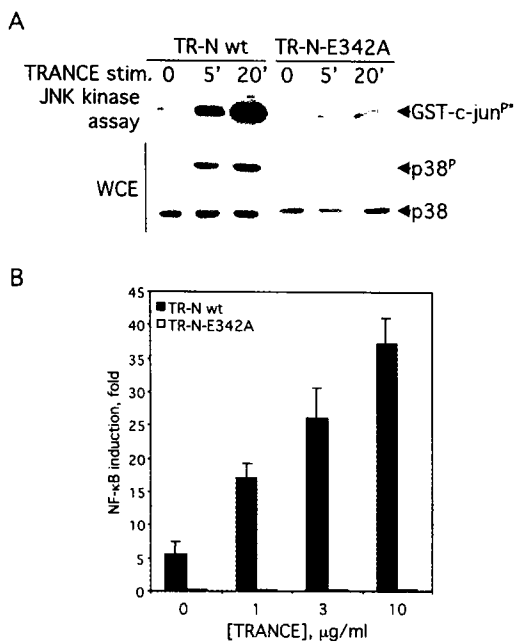 A
TR-N wt TR-N-E342A
TRANCE stim. 0 5' 20' 0 5' 20'
JNK kinase assay
GST-c-junP*
WCE
p38P
p38
B
45
40
35
30
25
20
15
10
5
0
NF-κB induction, fold
TR-N wt
TR-N-E342A
0 1 3 10
[TRANCE], μg/ml